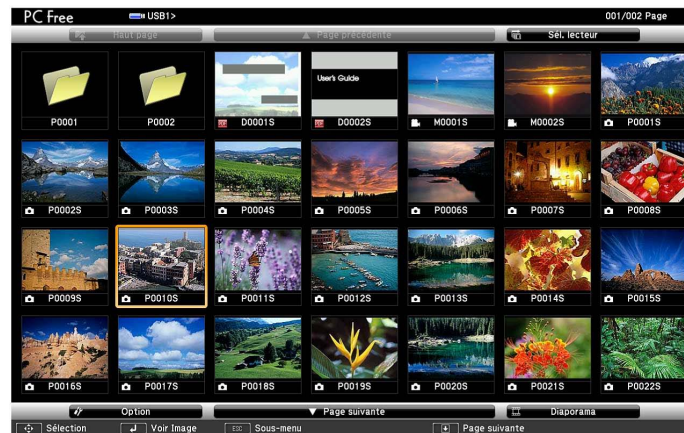 PC Free USB1> 001/002 Page
Haut page Page précédente Sél. lecteur
User's Guide
P0001 P0002 D0001S D0002S M0001S M0002S P0001S
P0002S P0003S P0004S P0005S P0006S P0007S P0008S
P0009S P0010S P0011S P0012S P0013S P0014S P0015S
P0016S P0017S P0018S P0019S P0020S P0021S P0022S
Option Page suivante Diaporama
Sélection Voir Image ESC Sous-menu Page suivante